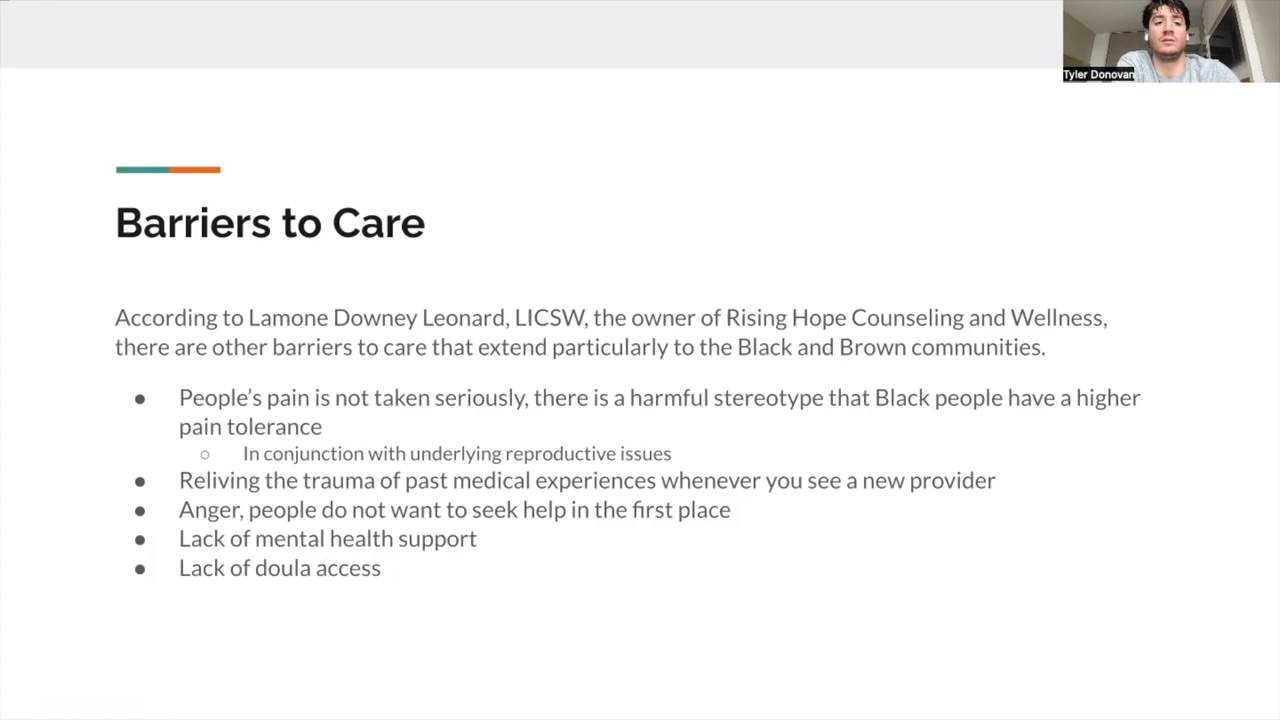 Tyler Donovan
Barriers to Care
According to Lamone Downey Leonard, LICSW, the owner of Rising Hope Counseling and Wellness,
there are other barriers to care that extend particularly to the Black and Brown communities.
● People’s pain is not taken seriously, there is a harmful stereotype that Black people have a higher
pain tolerance
○ In conjunction with underlying reproductive issues
● Reliving the trauma of past medical experiences whenever you see a new provider
● Anger, people do not want to seek help in the first place
● Lack of mental health support
● Lack of doula access